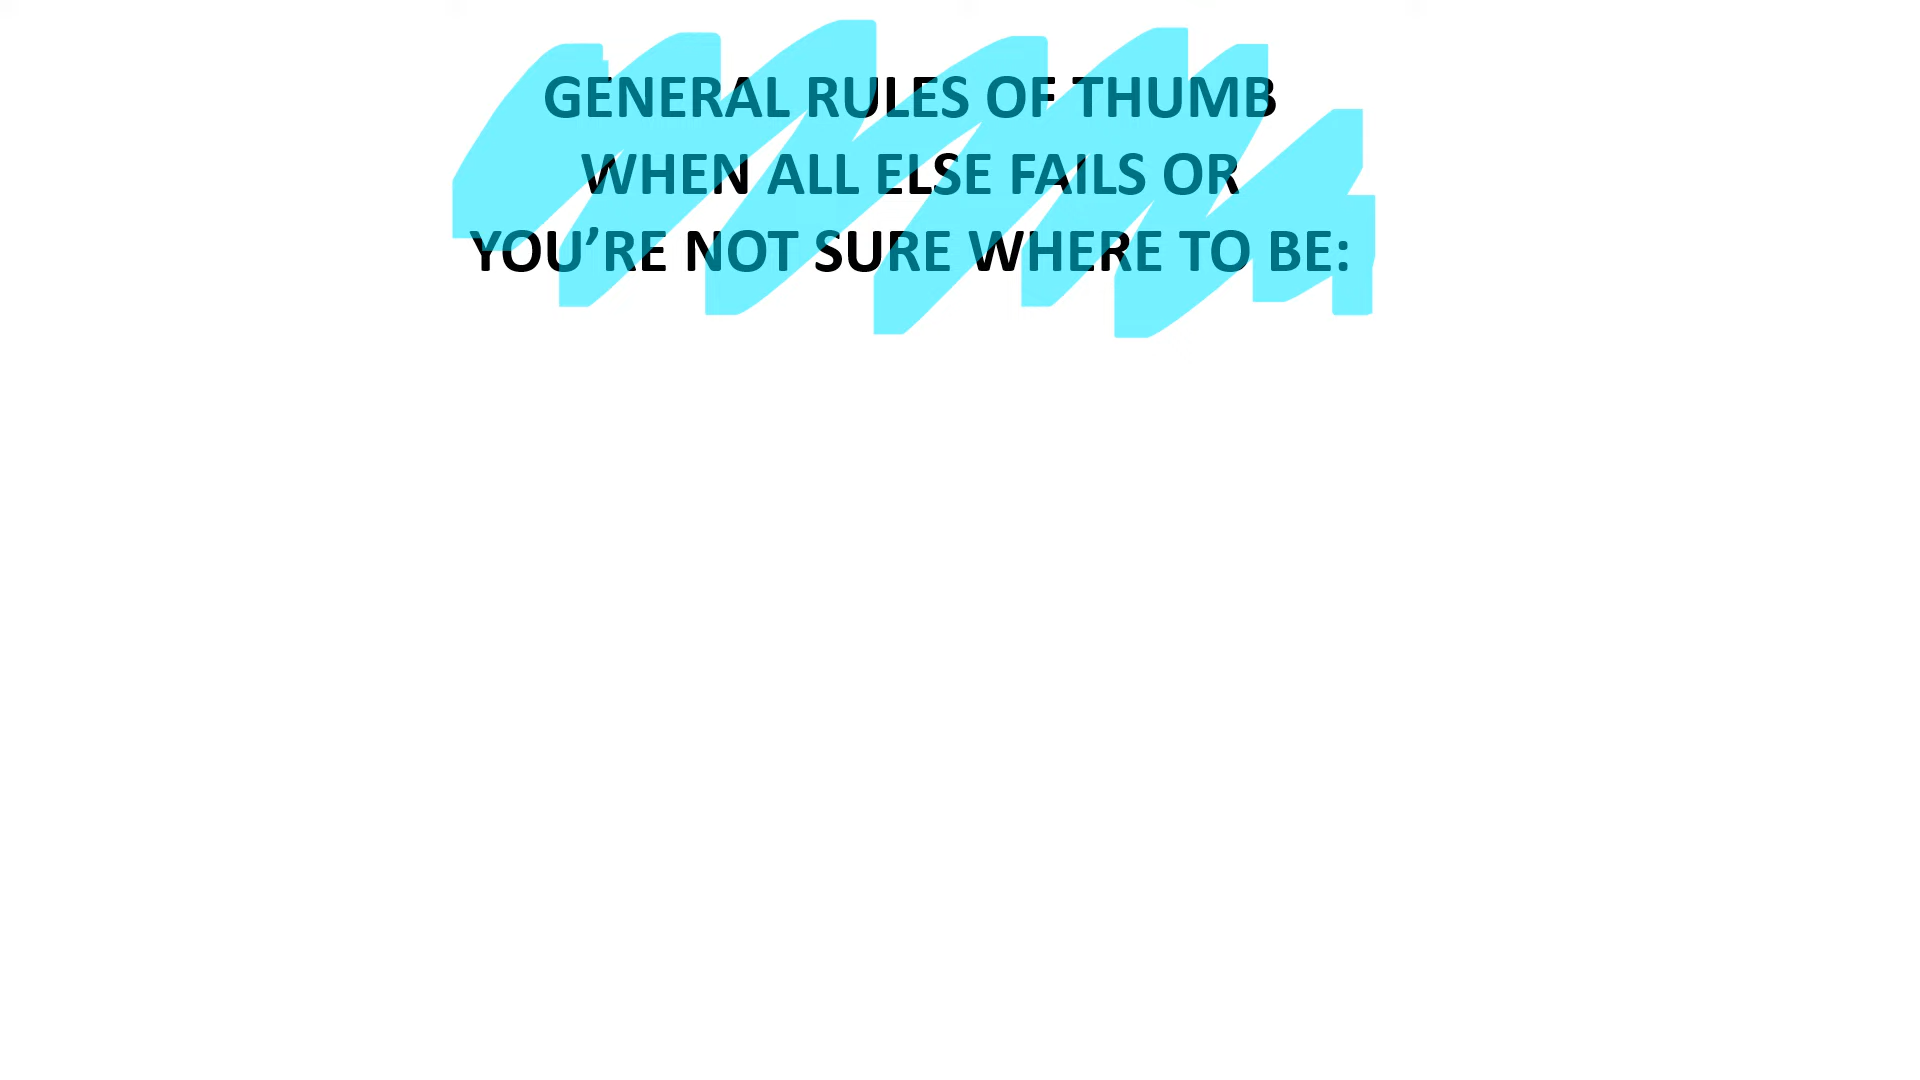 GENERAL RULES OF THUMB
WHEN ALL ELSE FAILS OR
YOU’RE NOT SURE WHERE TO BE: